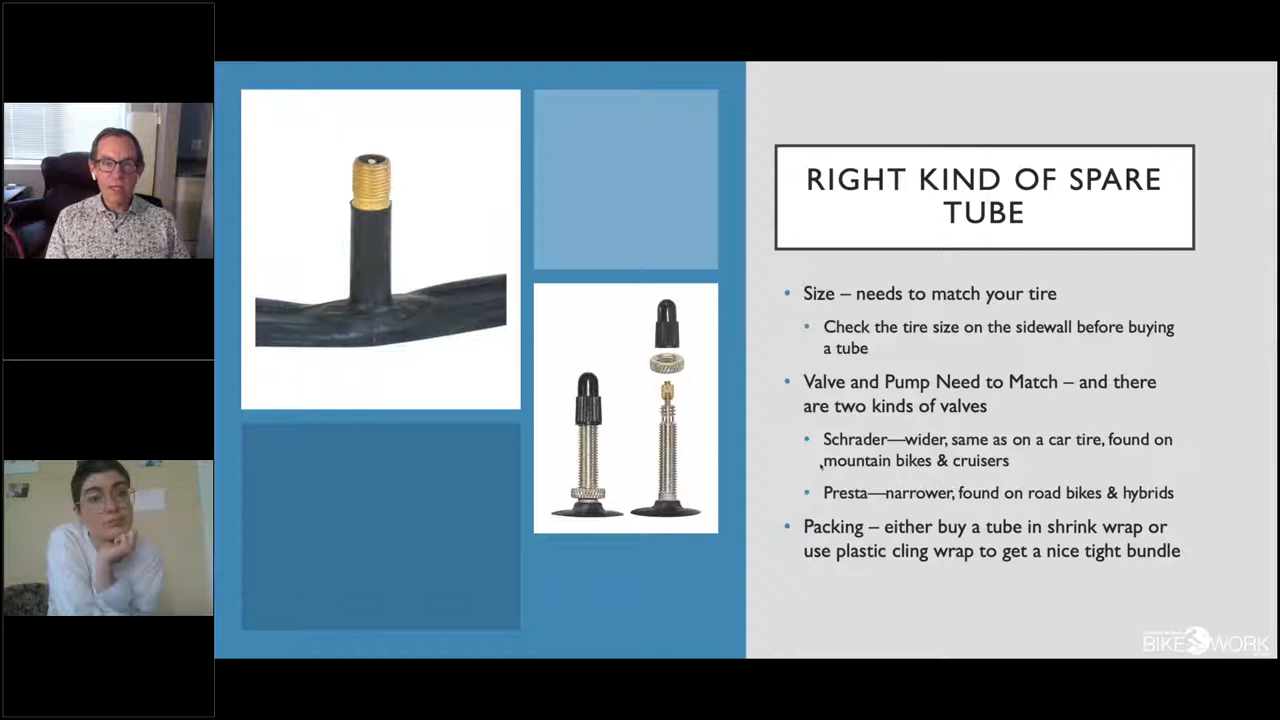 RIGHT KIND OF SPARE
TUBE
• Size – needs to match your tire
• Check the tire size on the sidewall before buying
a tube
• Valve and Pump Need to Match – and there
are two kinds of valves
• Schrader—wider, same as on a car tire, found on
mountain bikes & cruisers
• Presta—narrower, found on road bikes & hybrids
• Packing – either buy a tube in shrink wrap or
use plastic cling wrap to get a nice tight bundle
BIKE WORK